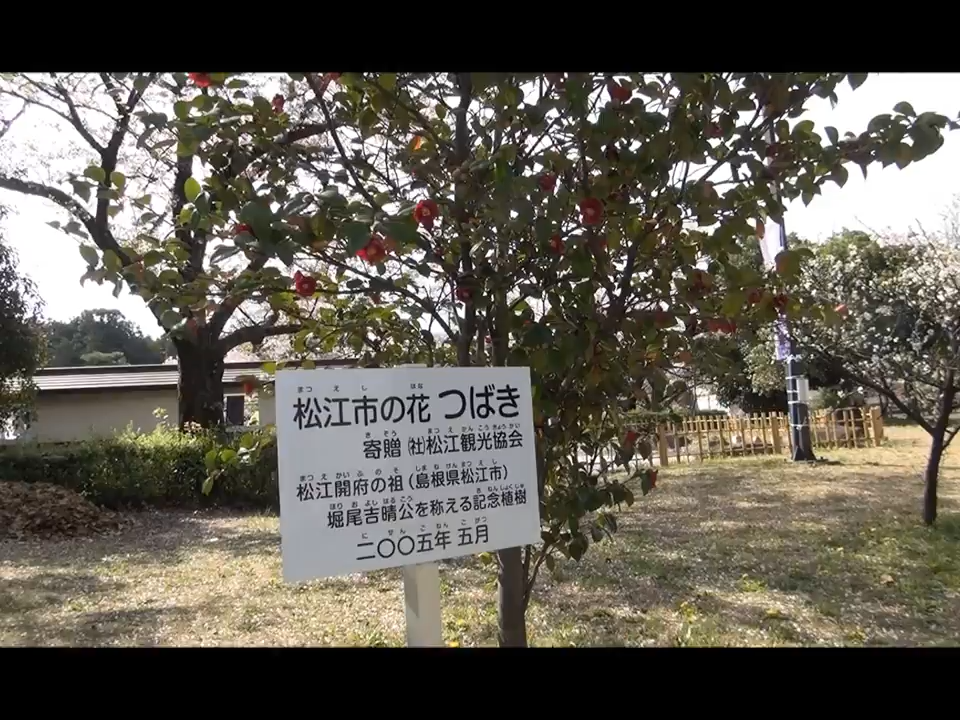 松江市の花 つばき
寄贈 (社)松江観光協会
松江開府の祖(島根県松江市)
堀尾吉晴公を称える記念植樹
二〇〇五年 五月